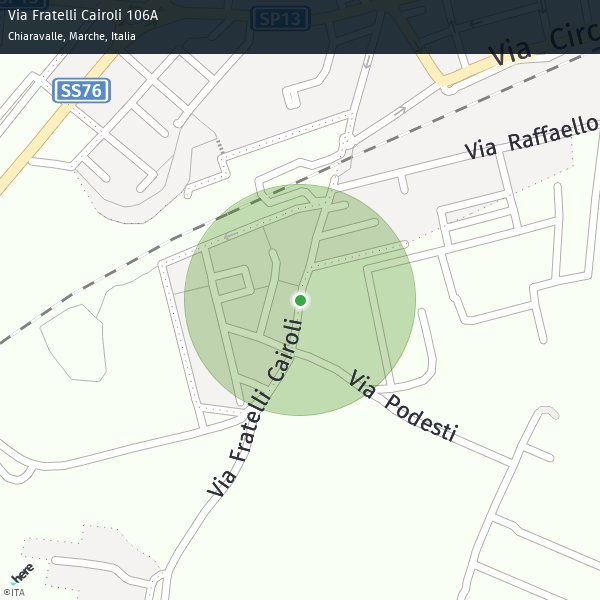 Via Fratelli Cairoli 106A
Chiaravalle, Marche, Italia
SP13
SS76
Via Circ
Via Raffaello
Via Fratelli Cairoli
Via Podesti
here
©ITA